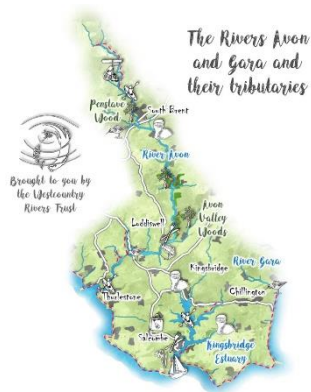 The Rivers Avon
and Gara and
their tributaries
Penstave
Wood
South Brent
River Avon
Brought to you by
the Westcountry
Rivers Trust
Avon
Valley
Woods
Loddiswell
Kingsbridge
River Gara
Chillington
Thurlestone
Salcombe
Kingsbridge
Estuary